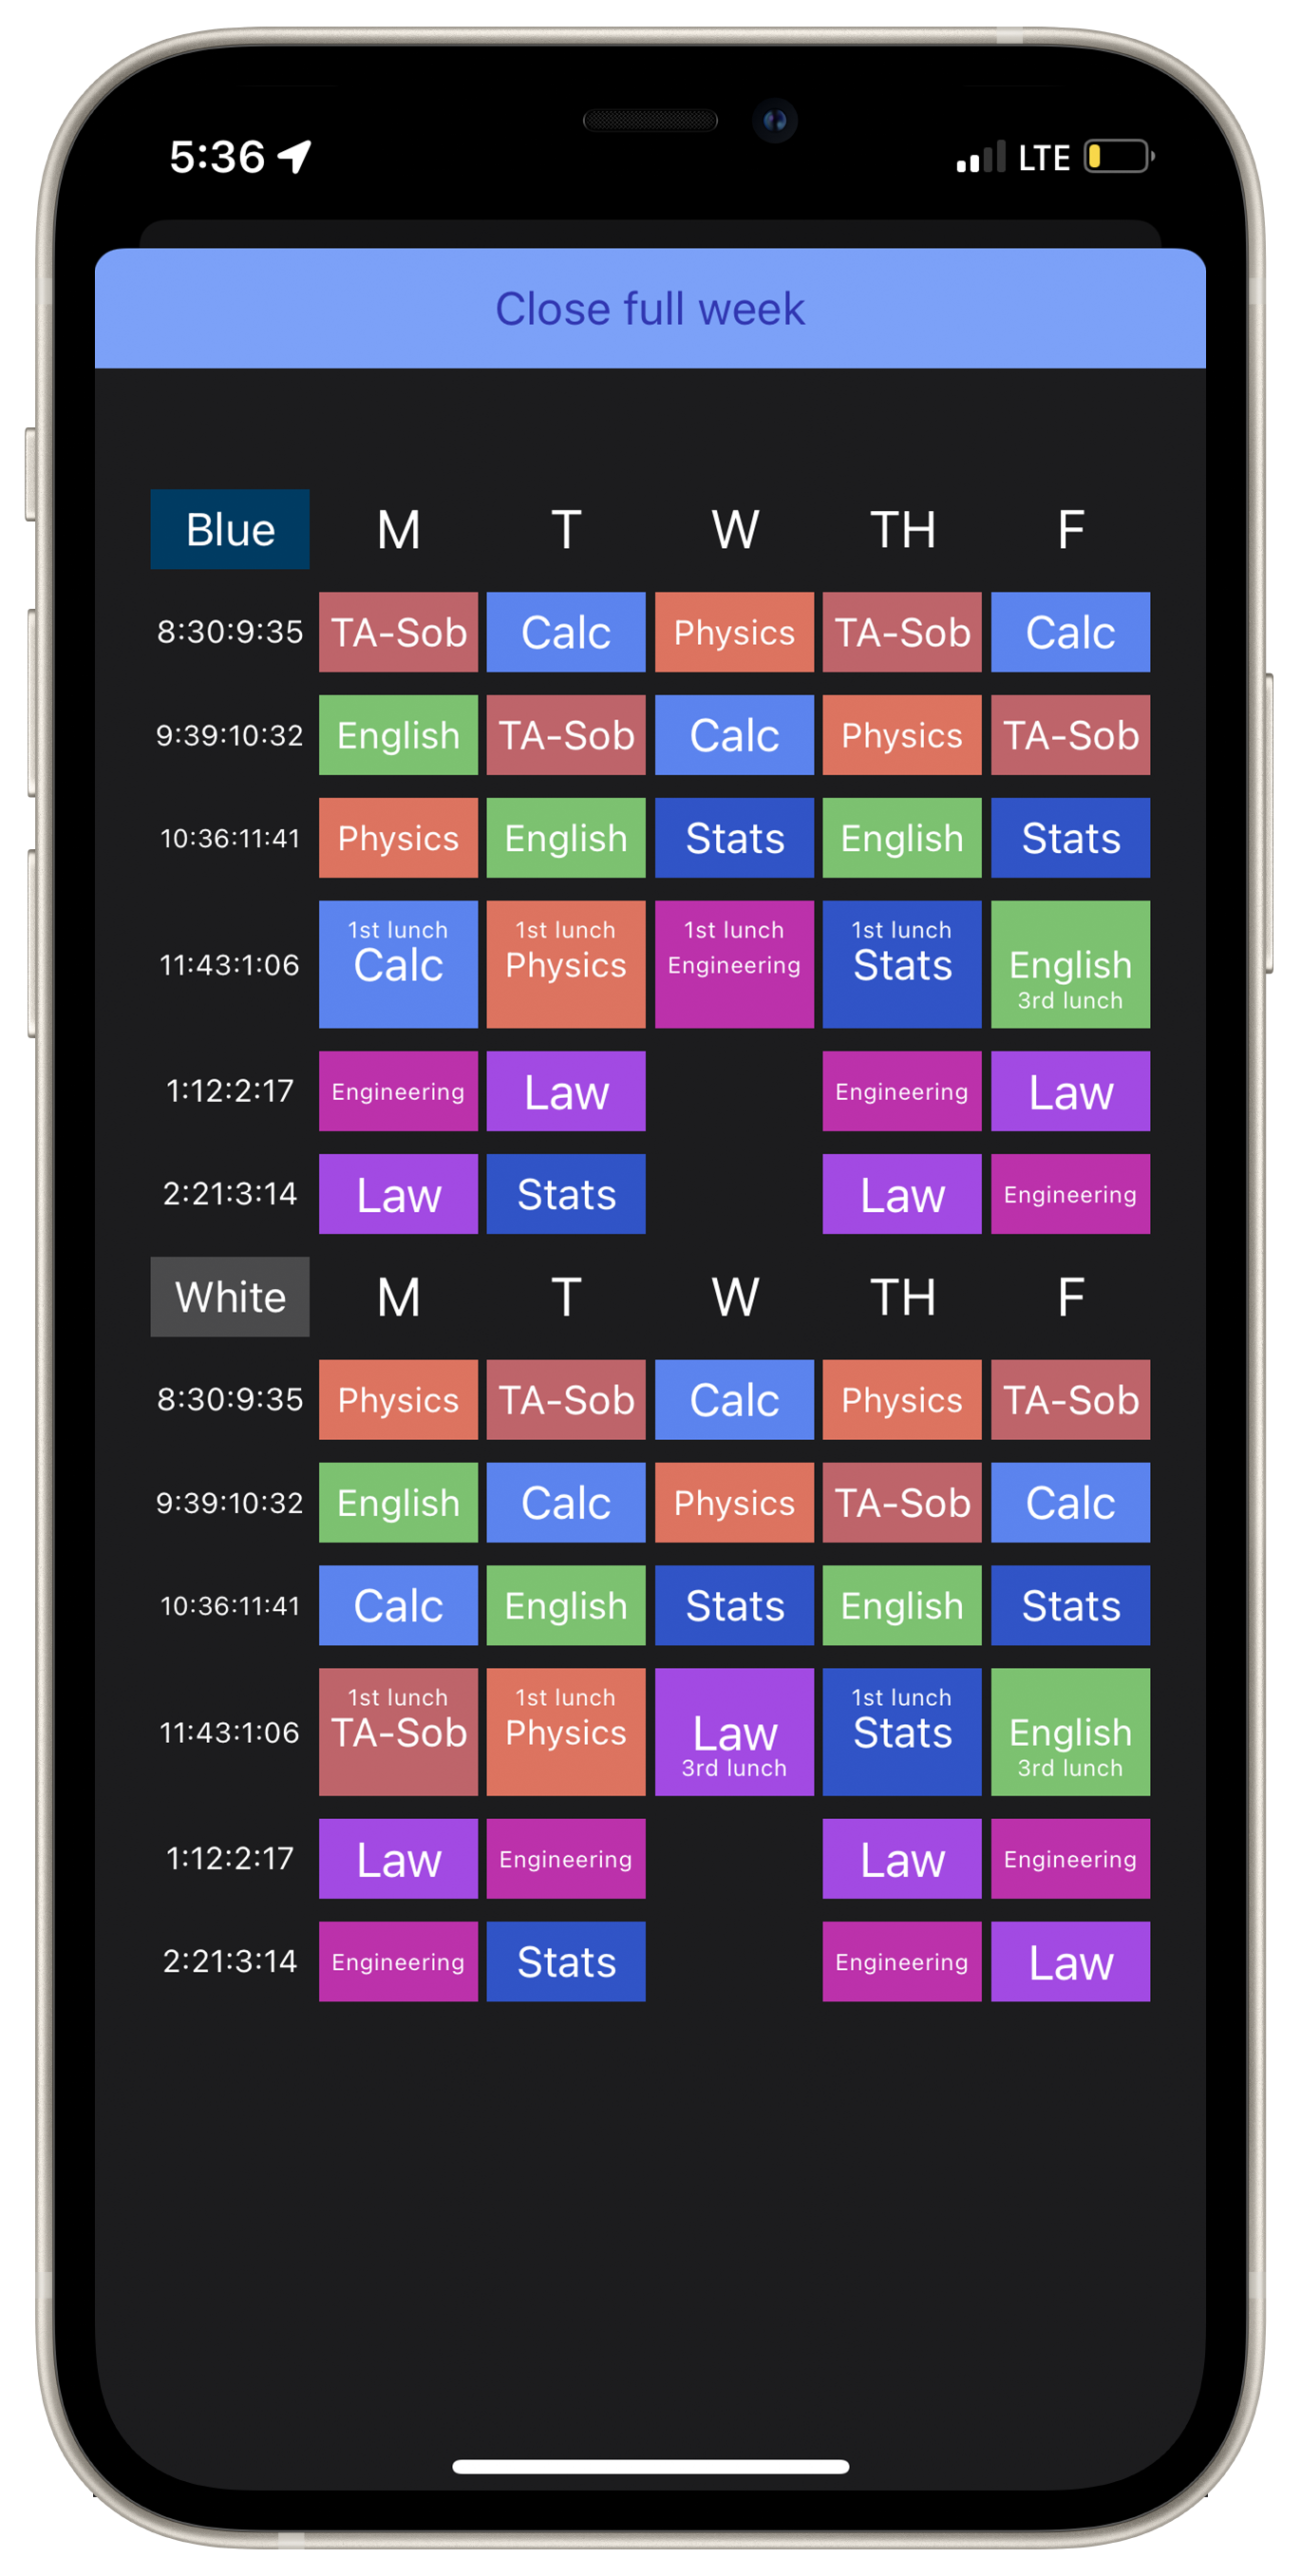 5:36 LTE
Close full week
Blue M T W TH F
8:30:9:35 TA-Sob Calc Physics TA-Sob Calc
9:39:10:32 English TA-Sob Calc Physics TA-Sob
10:36:11:41 Physics English Stats English Stats
1st lunch 1st lunch 1st lunch 1st lunch
11:43:1:06 Calc Physics Engineering Stats English
3rd lunch
1:12:2:17 Engineering Law Engineering Law
2:21:3:14 Law Stats Law Engineering
White M T W TH F
8:30:9:35 Physics TA-Sob Calc Physics TA-Sob
9:39:10:32 English Calc Physics TA-Sob Calc
10:36:11:41 Calc English Stats English Stats
1st lunch 1st lunch 1st lunch
11:43:1:06 TA-Sob Physics Law Stats English
3rd lunch 3rd lunch
1:12:2:17 Law Engineering Law Engineering
2:21:3:14 Engineering Stats Engineering Law